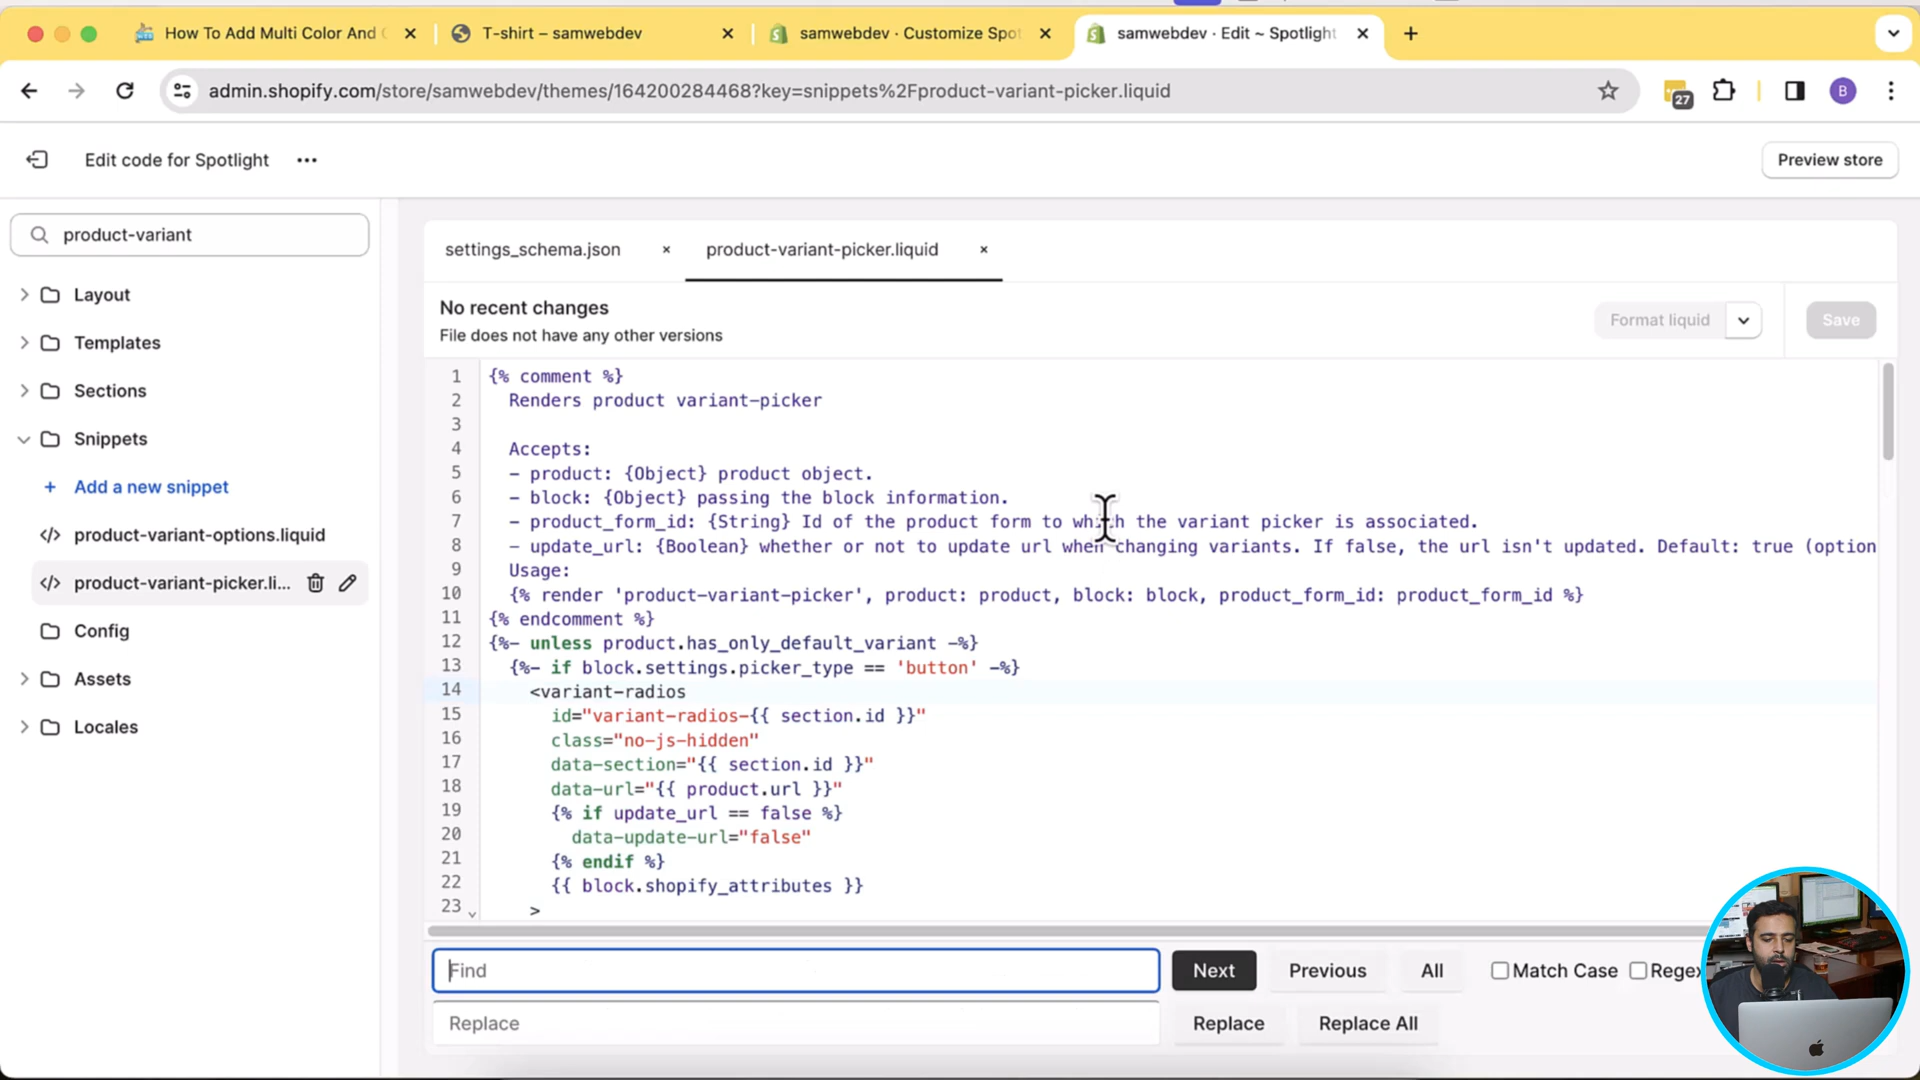 How To Add Multi Color And
T-shirt – samwebdev
samwebdev · Customize Spot
samwebdev · Edit ~ Spotlight
admin.shopify.com/store/samwebdev/themes/164200284468?key=snippets%2Fproduct-variant-picker.liquid
27
B
Edit code for Spotlight
Preview store
product-variant
Layout
Templates
Sections
Snippets
+ Add a new snippet
</> product-variant-options.liquid
</> product-variant-picker.li...
Config
Assets
Locales
settings_schema.json
product-variant-picker.liquid
No recent changes
File does not have any other versions
Format liquid
Save
1 {% comment %}
2 Renders product variant-picker
3
4 Accepts:
5 - product: {Object} product object.
6 - block: {Object} passing the block information.
7 - product_form_id: {String} Id of the product form to which the variant picker is associated.
8 - update_url: {Boolean} whether or not to update url when changing variants. If false, the url isn't updated. Default: true (option
9 Usage:
10 {% render 'product-variant-picker', product: product, block: block, product_form_id: product_form_id %}
11 {% endcomment %}
12 {%- unless product.has_only_default_variant -%}
13 {%- if block.settings.picker_type == 'button' -%}
14 <variant-radios
15 id="variant-radios-{{ section.id }}"
16 class="no-js-hidden"
17 data-section="{{ section.id }}"
18 data-url="{{ product.url }}"
19 {% if update_url == false %}
20 data-update-url="false"
21 {% endif %}
22 {{ block.shopify_attributes }}
23 >
Find
Next
Previous
All
Match Case
Regex
Replace
Replace
Replace All